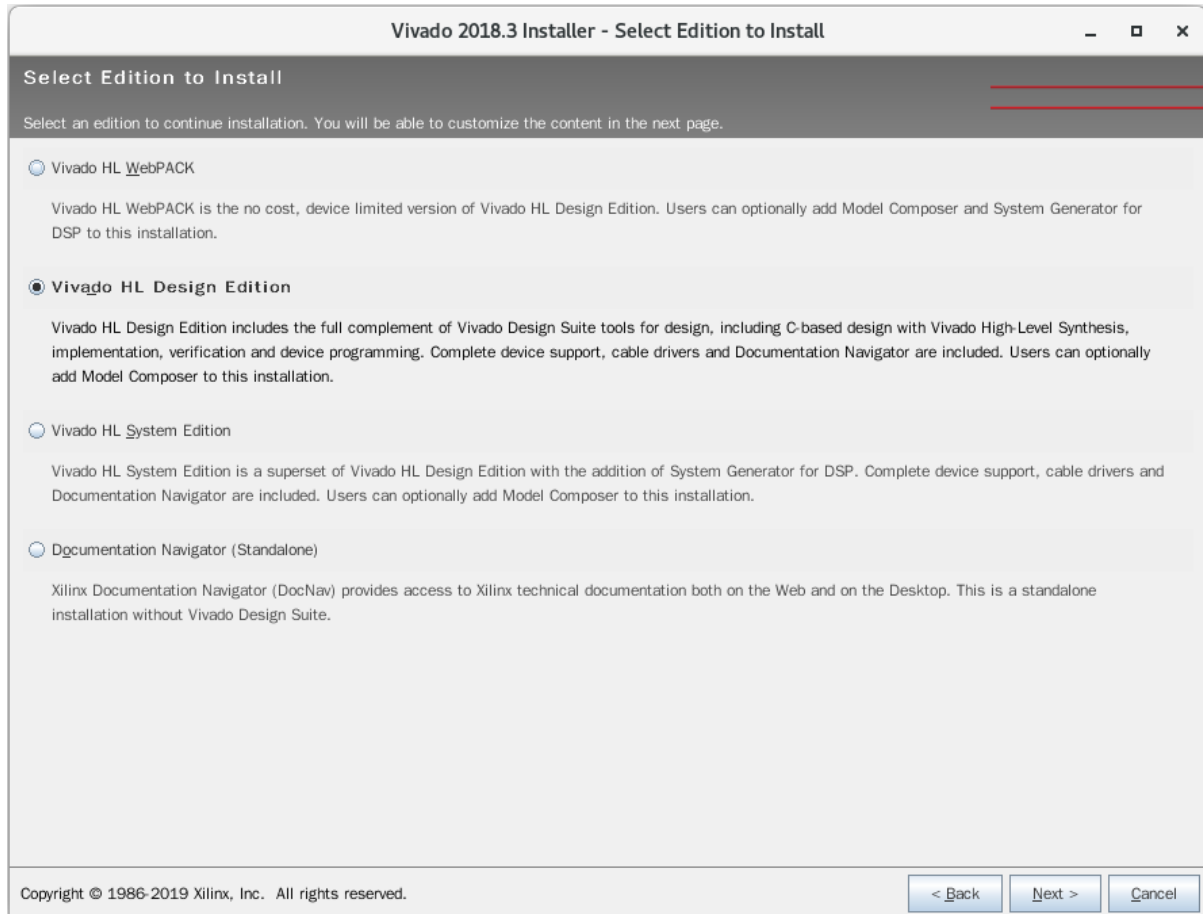 Vivado 2018.3 Installer - Select Edition to Install
Select Edition to Install
Select an edition to continue installation. You will be able to customize the content in the next page.
Vivado HL WebPACK
Vivado HL WebPACK is the no cost, device limited version of Vivado HL Design Edition. Users can optionally add Model Composer and System Generator for
DSP to this installation.
Vivado HL Design Edition
Vivado HL Design Edition includes the full complement of Vivado Design Suite tools for design, including C-based design with Vivado High-Level Synthesis,
implementation, verification and device programming. Complete device support, cable drivers and Documentation Navigator are included. Users can optionally
add Model Composer to this installation.
Vivado HL System Edition
Vivado HL System Edition is a superset of Vivado HL Design Edition with the addition of System Generator for DSP. Complete device support, cable drivers and
Documentation Navigator are included. Users can optionally add Model Composer to this installation.
Documentation Navigator (Standalone)
Xilinx Documentation Navigator (DocNav) provides access to Xilinx technical documentation both on the Web and on the Desktop. This is a standalone
installation without Vivado Design Suite.
Copyright © 1986-2019 Xilinx, Inc. All rights reserved.
< Back
Next >
Cancel